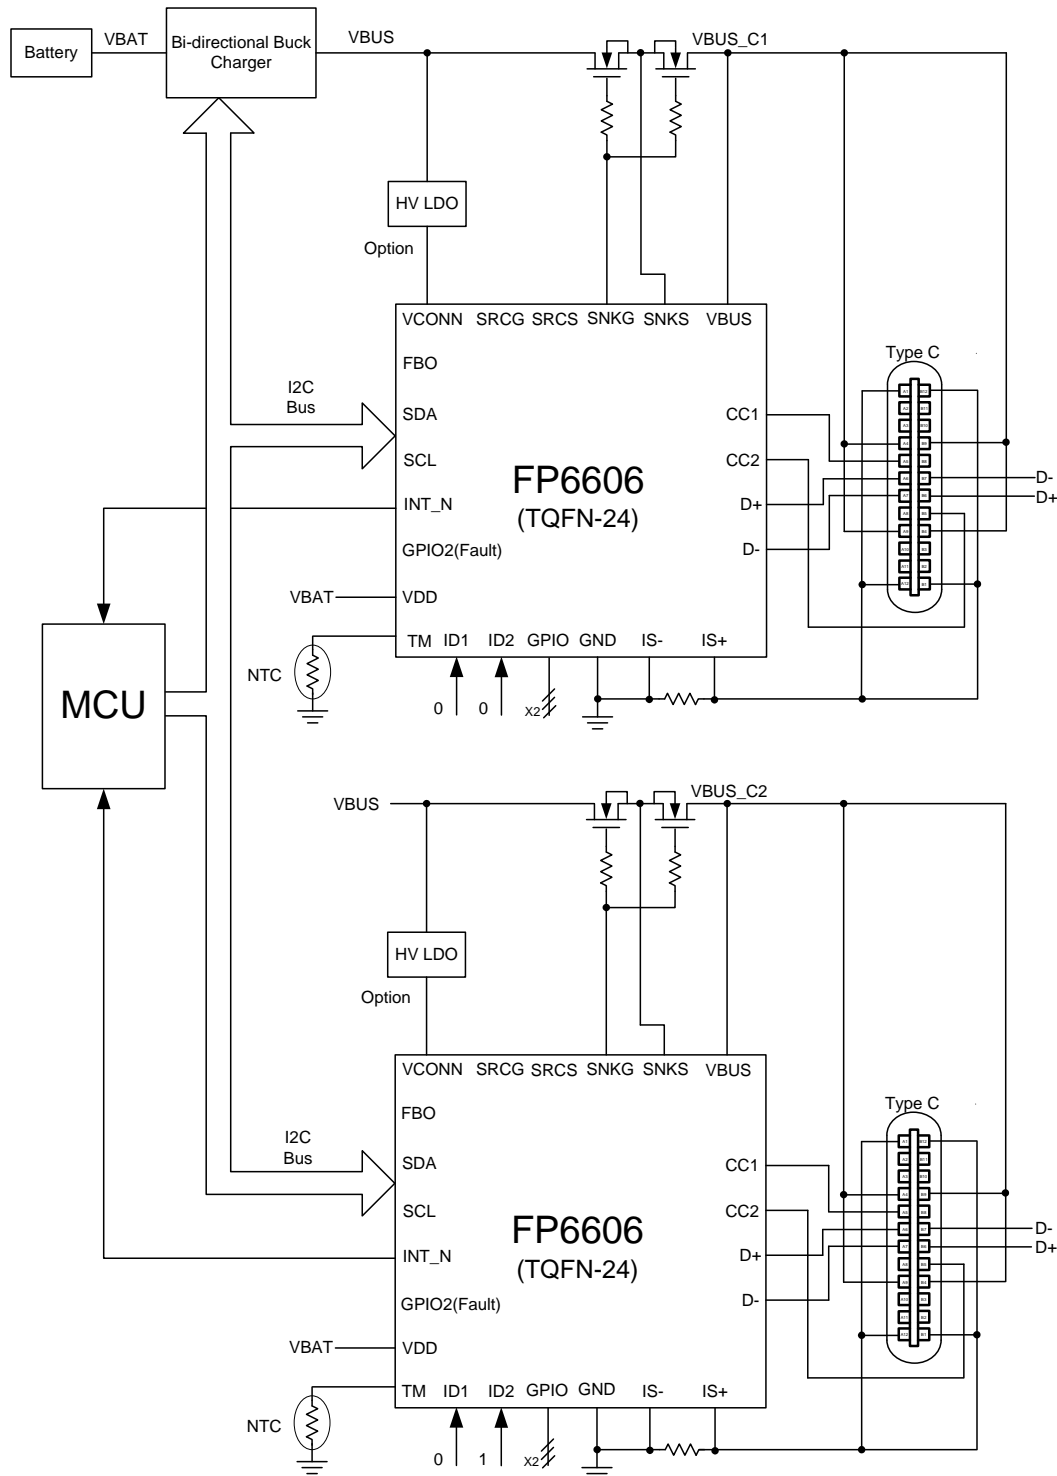 Battery
VBAT
Bi-directional Buck
Charger
VBUS
VBUS_C1
HV LDO
Option
VCONN
SRCG
SRCS
SNKG
SNKS
VBUS
FBO
I2C
Bus
SDA
SCL
INT_N
GPIO2(Fault)
VBAT
VDD
TM
ID1
ID2
GPIO
GND
IS-
IS+
CC1
CC2
D+
D-
FP6606
(TQFN-24)
Type C
D-
D+
NTC
0
0
X2
MCU
VBUS
VBUS_C2
HV LDO
Option
VCONN
SRCG
SRCS
SNKG
SNKS
VBUS
FBO
I2C
Bus
SDA
SCL
INT_N
GPIO2(Fault)
VBAT
VDD
TM
ID1
ID2
GPIO
GND
IS-
IS+
CC1
CC2
D+
D-
FP6606
(TQFN-24)
Type C
D-
D+
NTC
0
1
X2